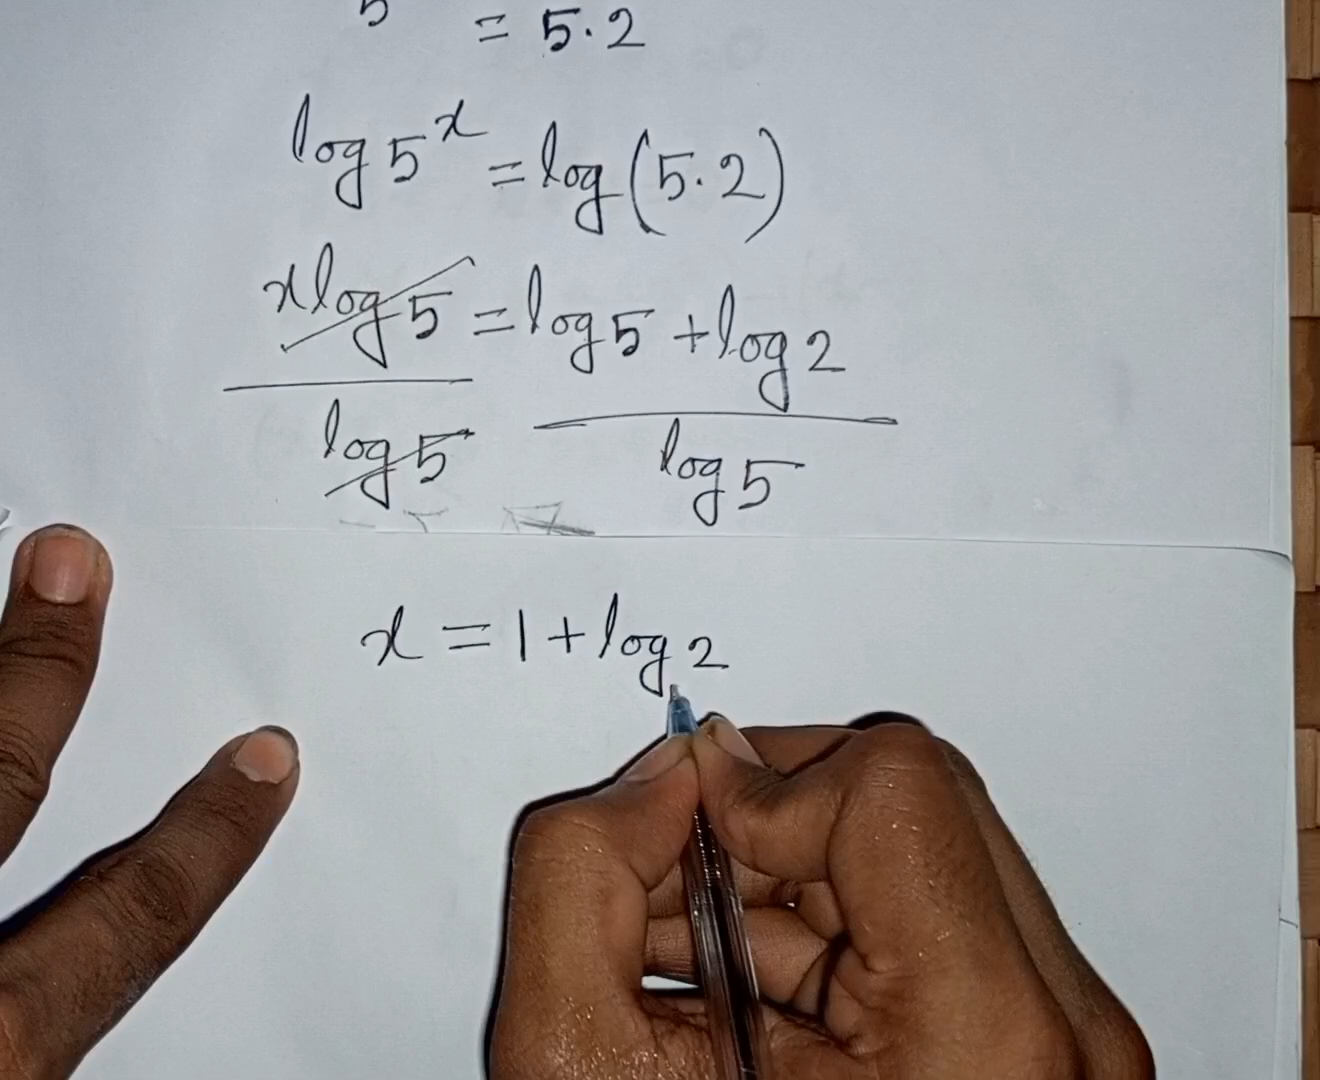 5 = 5.2
log 5^x = log (5.2)
x log 5 = log 5 + log 2
log 5 log 5
x = 1 + log 2